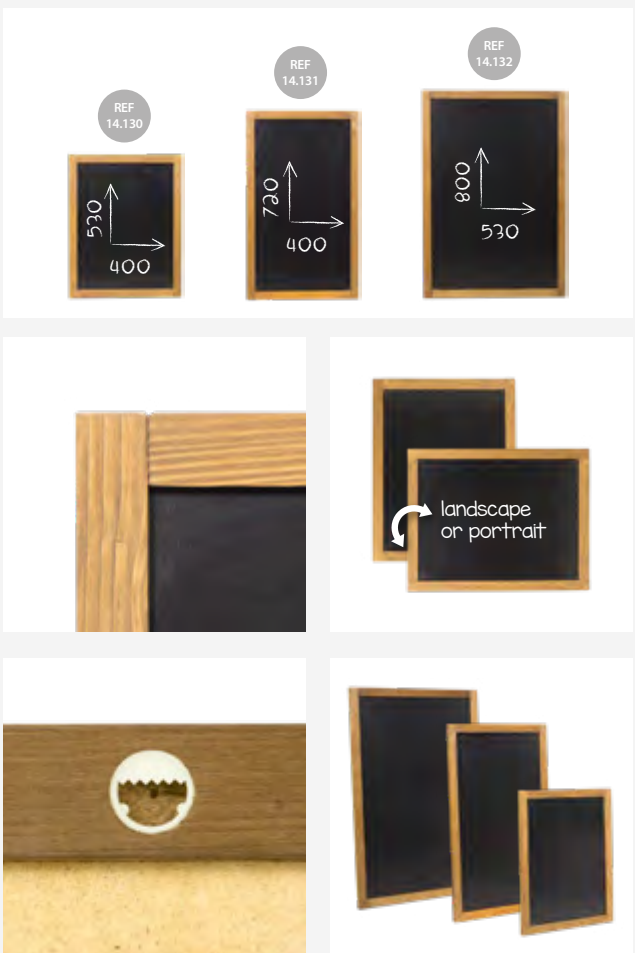 REF
14.130
REF
14.131
REF
14.132
530
400
720
400
800
530
landscape
or portrait